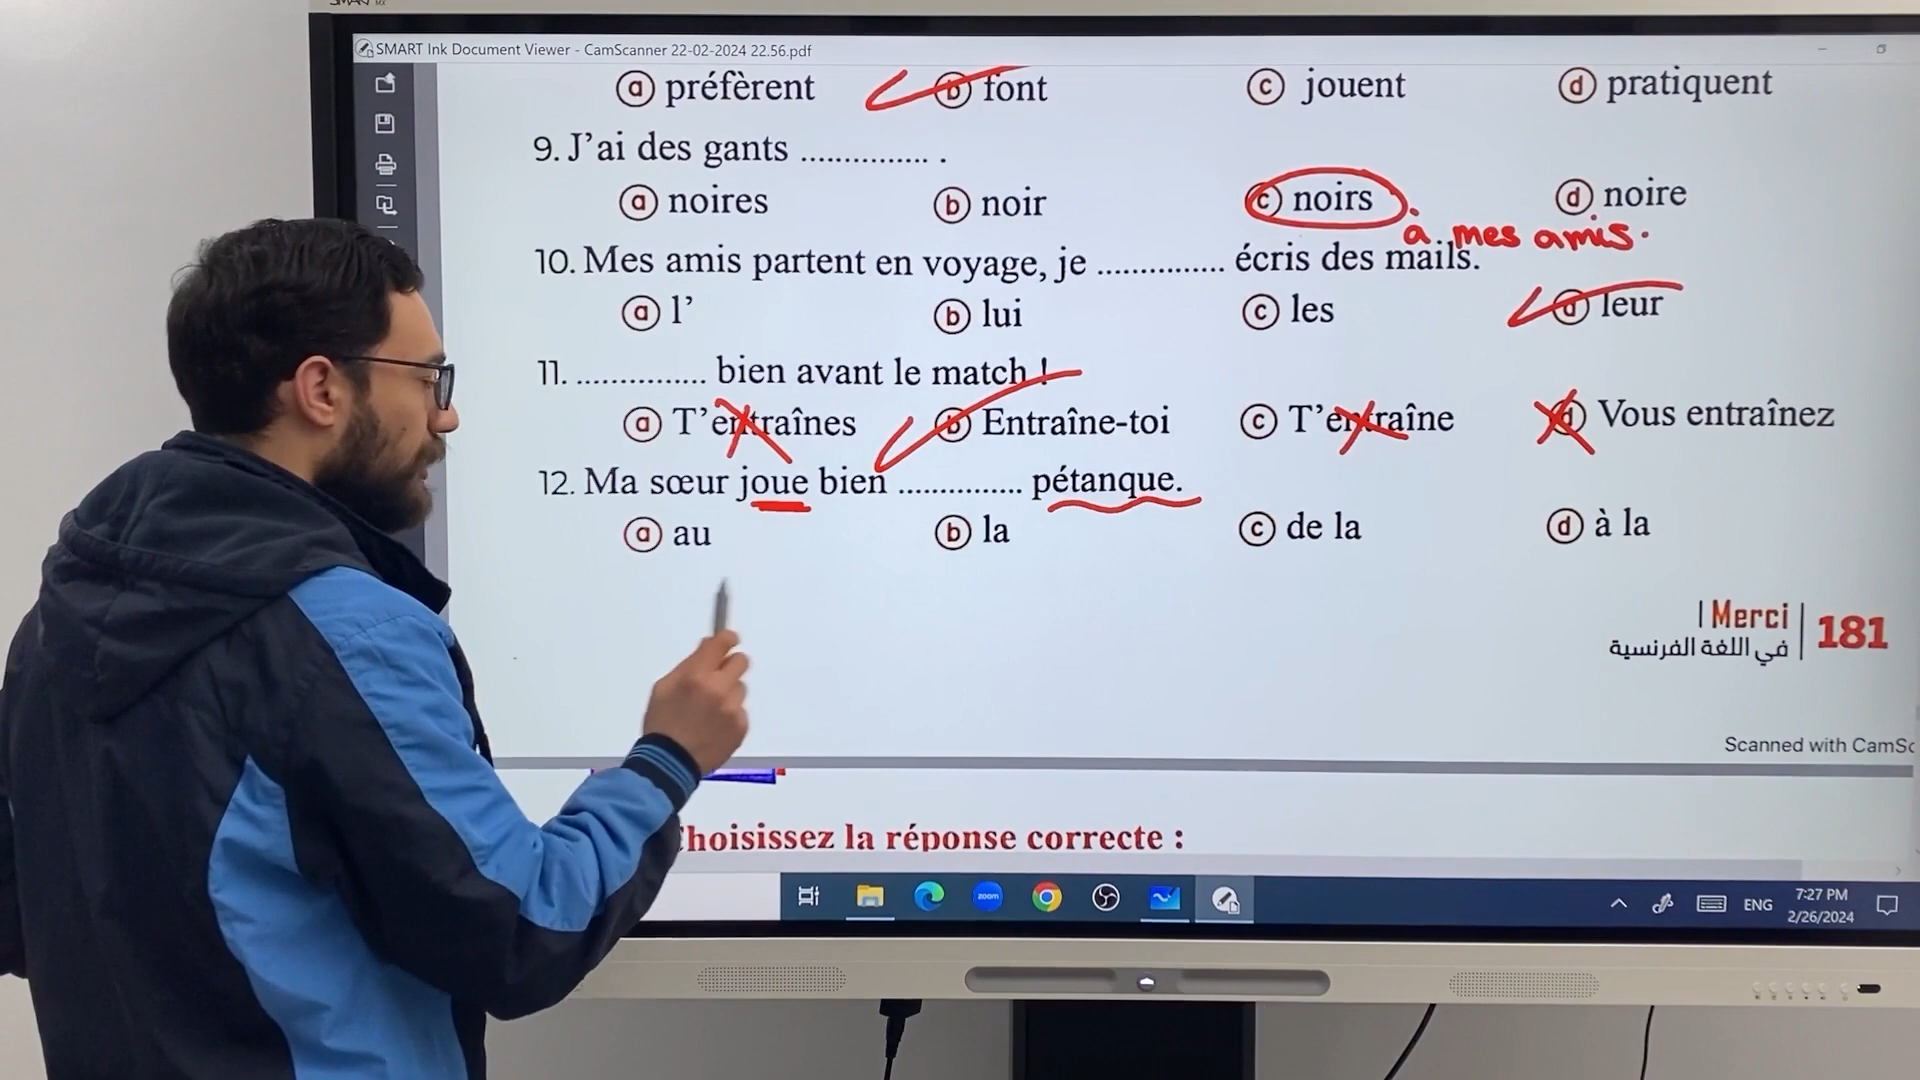 SMART Ink Document Viewer - CamScanner 22-02-2024 22.56.pdf
ⓐ préfèrent ⓑ font ⓒ jouent ⓓ pratiquent
9. J'ai des gants ............... .
ⓐ noires ⓑ noir ⓒ noirs ⓓ noire
à mes amis.
10. Mes amis partent en voyage, je ............... écris des mails.
ⓐ l' ⓑ lui ⓒ les ⓓ leur
11. ............... bien avant le match !
ⓐ T'entraînes ⓑ Entraîne-toi ⓒ T'entraîne ⓓ Vous entraînez
12. Ma sœur joue bien ............... pétanque.
ⓐ au ⓑ la ⓒ de la ⓓ à la
Merci
في اللغة الفرنسية
181
Scanned with CamSc
hoisissez la réponse correcte :
zoom
ENG
7:27 PM
2/26/2024